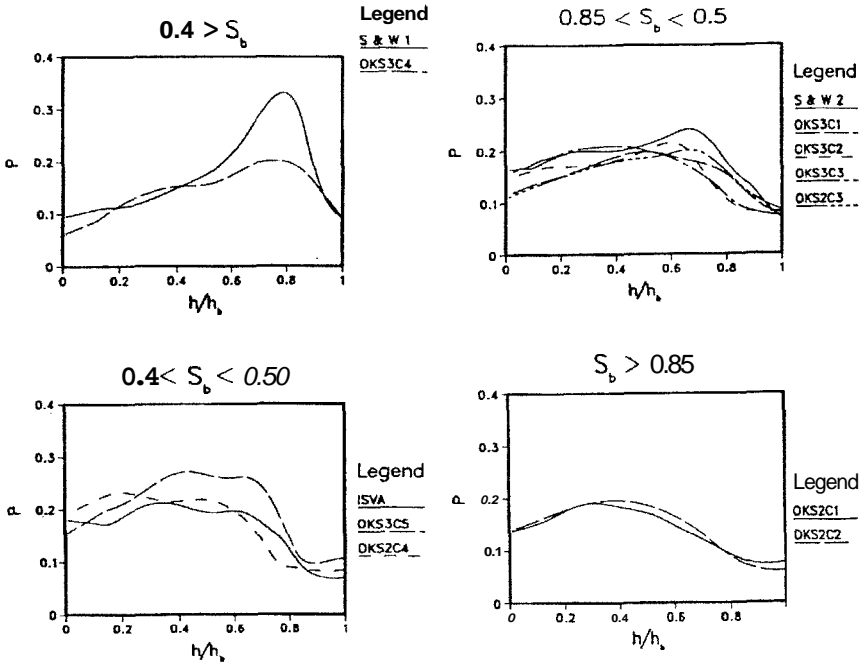 0.4 > S_b
Legend
S & W 1
OKS3C4
0.4
0.3
0.2
0.1
0
P
0
0.2
0.4
0.6
0.8
1
h/h_b
0.85 < S_b < 0.5
Legend
S & W 2
OKS3C1
OKS3C2
OKS3C3
OKS2C3
0.4
0.3
0.2
0.1
0
P
0
0.2
0.4
0.6
0.8
1
h/h_b
0.4< S_b < 0.50
Legend
ISVA
OKS3C5
OKS2C4
0.4
0.3
0.2
0.1
0
P
0
0.2
0.4
0.6
0.8
1
h/h_b
S_b > 0.85
Legend
OKS2C1
OKS2C2
0.4
0.3
0.2
0.1
0
P
0
0.2
0.4
0.6
0.8
h/h_b